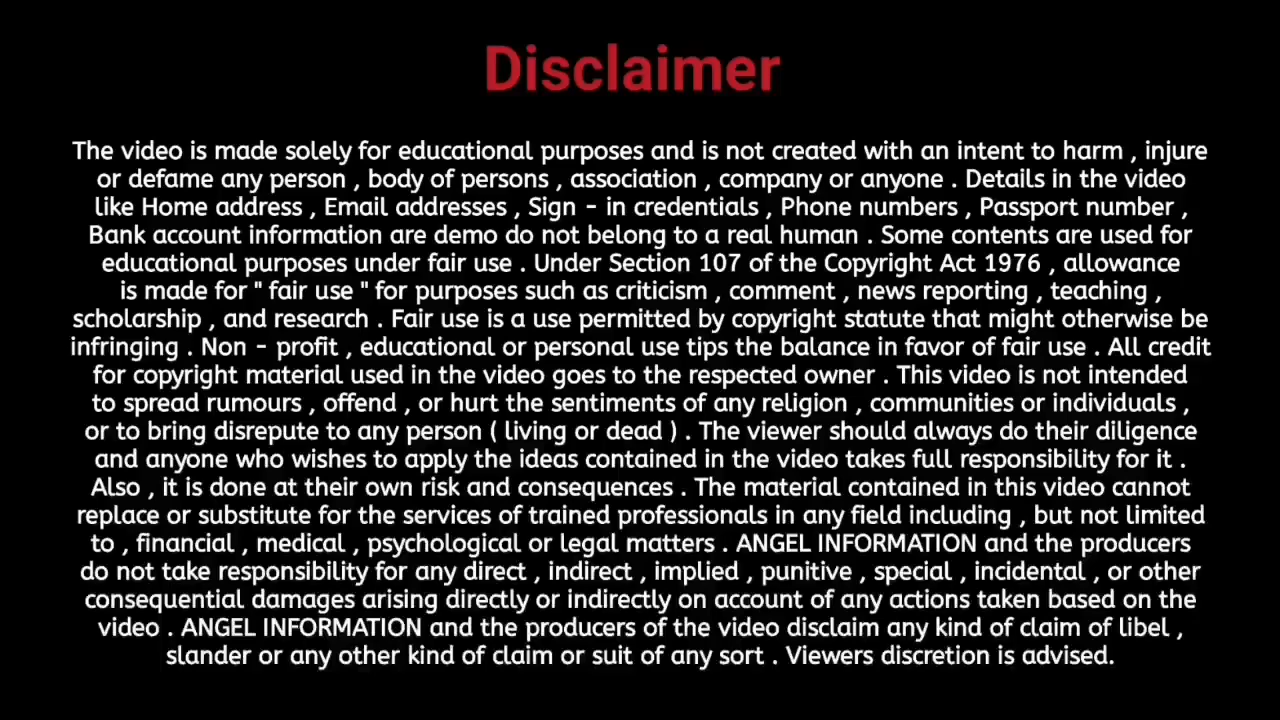 Disclaimer
The video is made solely for educational purposes and is not created with an intent to harm , injure
or defame any person , body of persons , association , company or anyone . Details in the video
like Home address , Email addresses , Sign - in credentials , Phone numbers , Passport number ,
Bank account information are demo do not belong to a real human . Some contents are used for
educational purposes under fair use . Under Section 107 of the Copyright Act 1976 , allowance
is made for " fair use " for purposes such as criticism , comment , news reporting , teaching ,
scholarship , and research . Fair use is a use permitted by copyright statute that might otherwise be
infringing . Non - profit , educational or personal use tips the balance in favor of fair use . All credit
for copyright material used in the video goes to the respected owner . This video is not intended
to spread rumours , offend , or hurt the sentiments of any religion , communities or individuals ,
or to bring disrepute to any person ( living or dead ) . The viewer should always do their diligence
and anyone who wishes to apply the ideas contained in the video takes full responsibility for it .
Also , it is done at their own risk and consequences . The material contained in this video cannot
replace or substitute for the services of trained professionals in any field including , but not limited
to , financial , medical , psychological or legal matters . ANGEL INFORMATION and the producers
do not take responsibility for any direct , indirect , implied , punitive , special , incidental , or other
consequential damages arising directly or indirectly on account of any actions taken based on the
video . ANGEL INFORMATION and the producers of the video disclaim any kind of claim of libel ,
slander or any other kind of claim or suit of any sort . Viewers discretion is advised.